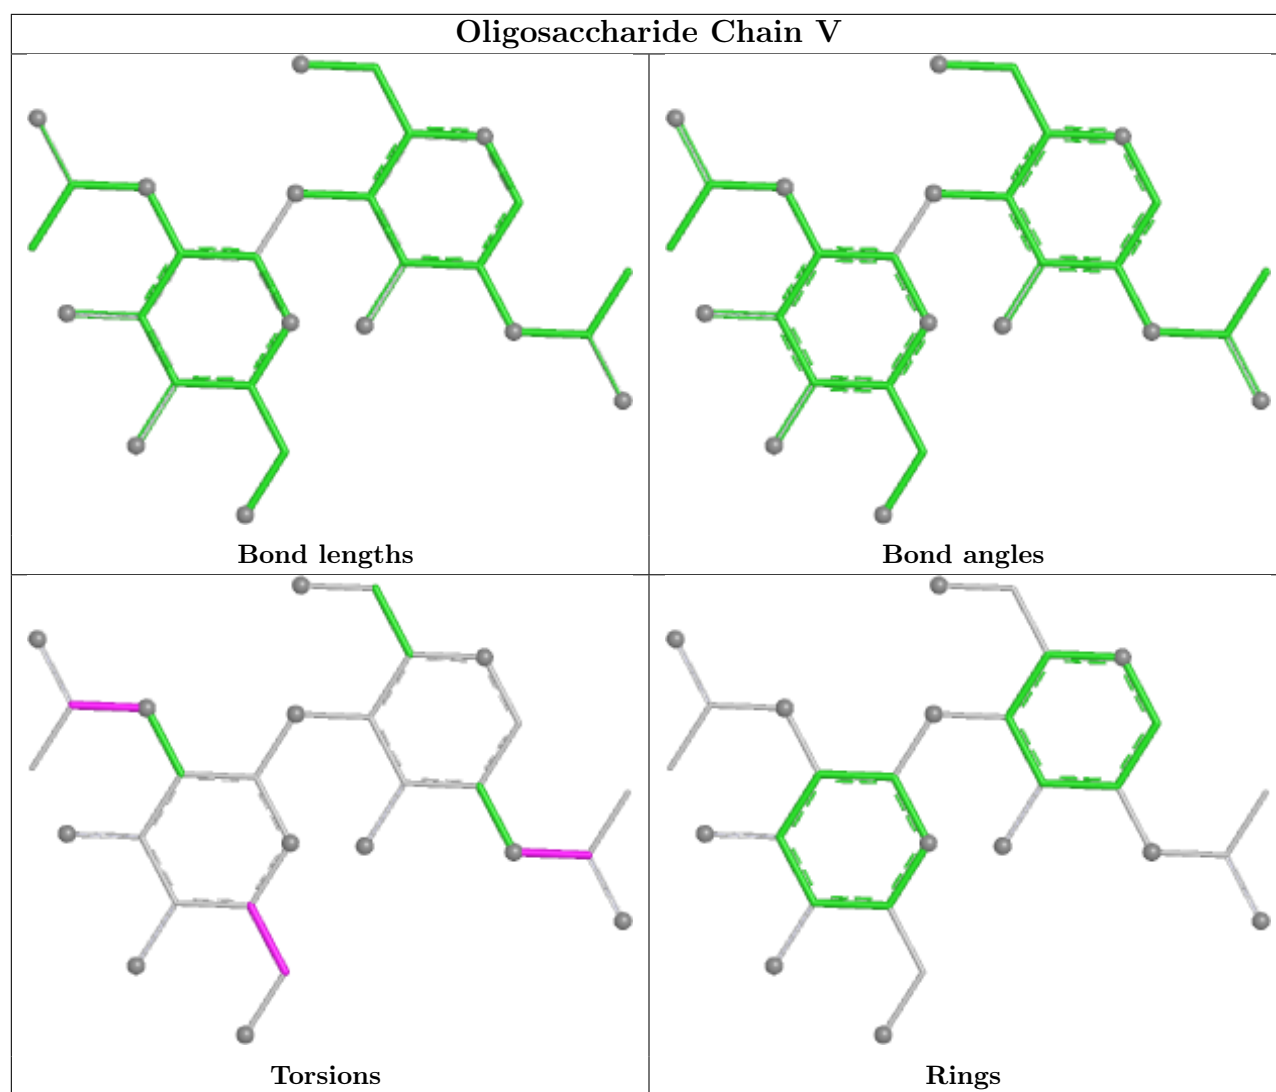 Oligosaccharide Chain V
Bond lengths
Bond angles
Torsions
Rings